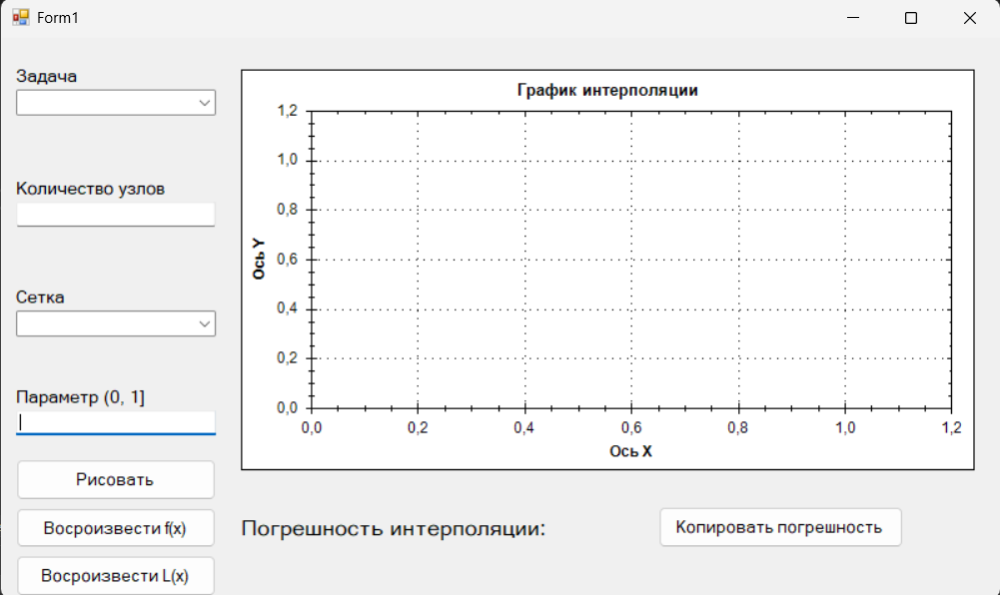 Form1
Задача
Количество узлов
Сетка
Параметр (0, 1]
Рисовать
Восроизвести f(x)
Восроизвести L(x)
График интерполяции
Ось Y
1,2
1,0
0,8
0,6
0,4
0,2
0,0
0,0 0,2 0,4 0,6 0,8 1,0 1,2
Ось X
Погрешность интерполяции:
Копировать погрешность